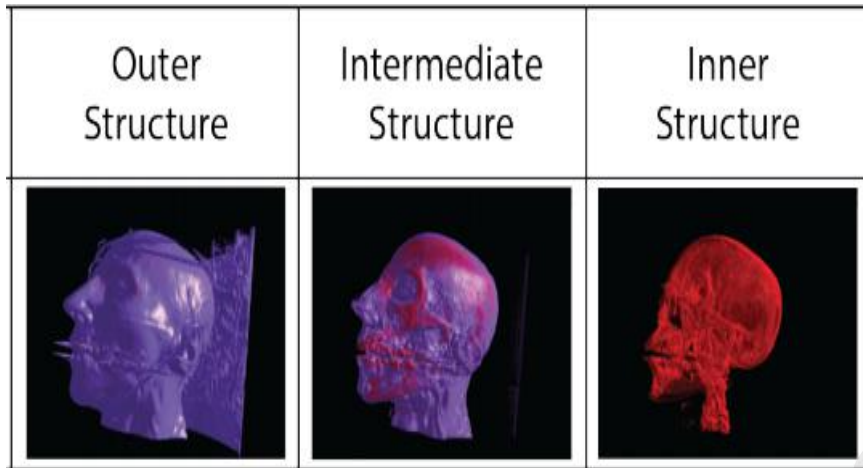 Outer
Structure
Intermediate
Structure
Inner
Structure